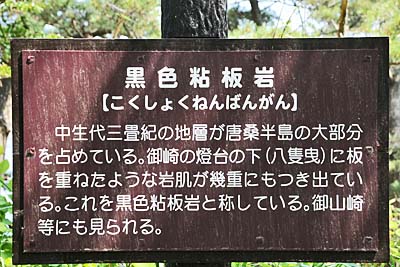 黒色粘板岩
【こくしょくねんばんがん】
中生代三畳紀の地層が唐桑半島の大部分
を占めている。御崎の燈台の下(八隻曳)に板
を重ねたような岩肌が幾重にもつき出てい
る。これを黒色粘板岩と称している。御山崎
等にも見られる。